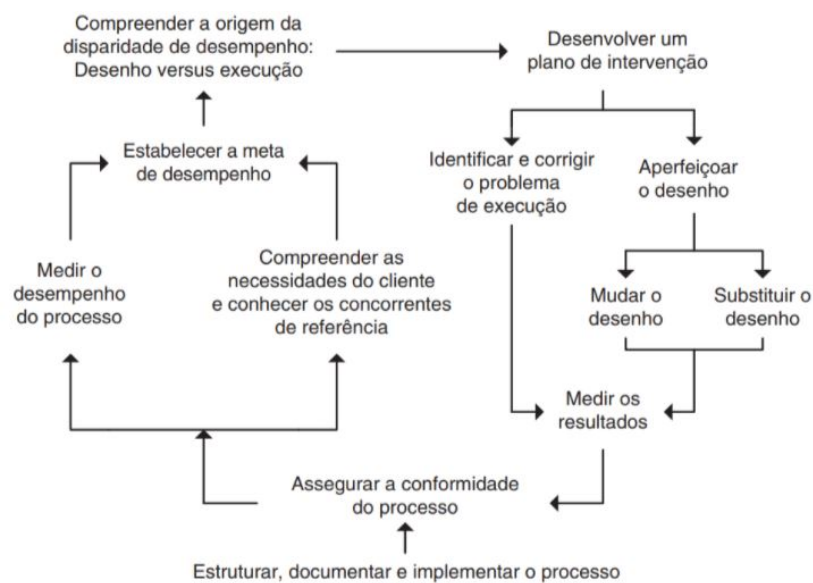 Compreender a origem da
disparidade de desempenho:
Desenho versus execução
Desenvolver um
plano de intervenção
Estabelecer a meta
de desempenho
Identificar e corrigir
o problema
de execução
Aperfeiçoar
o desenho
Medir o
desempenho
do processo
Compreender as
necessidades do cliente
e conhecer os concorrentes
de referência
Mudar o
desenho
Substituir o
desenho
Medir os
resultados
Assegurar a conformidade
do processo
Estruturar, documentar e implementar o processo